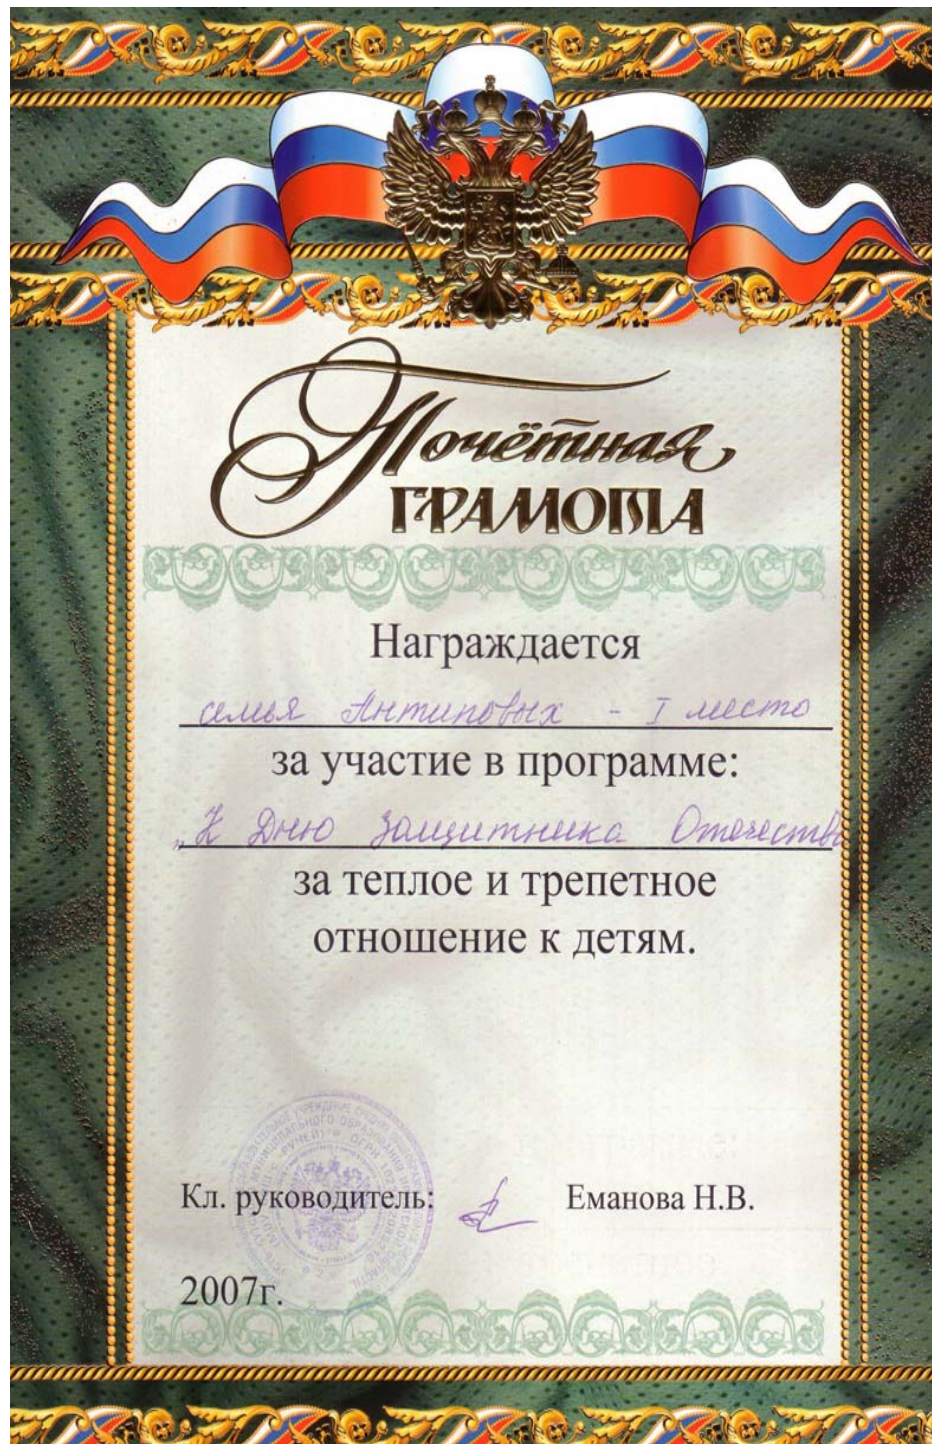 Почётная
ГРАМОТА
Награждается
семья Антиповых - I место
за участие в программе:
„К Дню Защитника Отечества
за теплое и трепетное
отношение к детям.
Кл. руководитель: Еманова Н.В.
2007г.